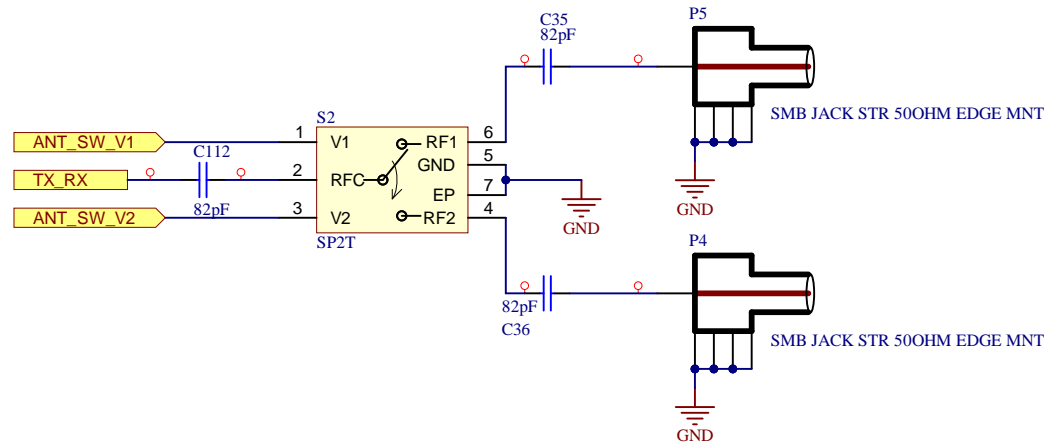 C35
82pF
P5
SMB JACK STR 50OHM EDGE MNT
GND
S2
ANT_SW_V1
1
V1
RF1
6
C112
82pF
GND
5
TX_RX
2
RFC
EP
7
GND
ANT_SW_V2
3
V2
RF2
4
SP2T
82pF
C36
P4
SMB JACK STR 50OHM EDGE MNT
GND